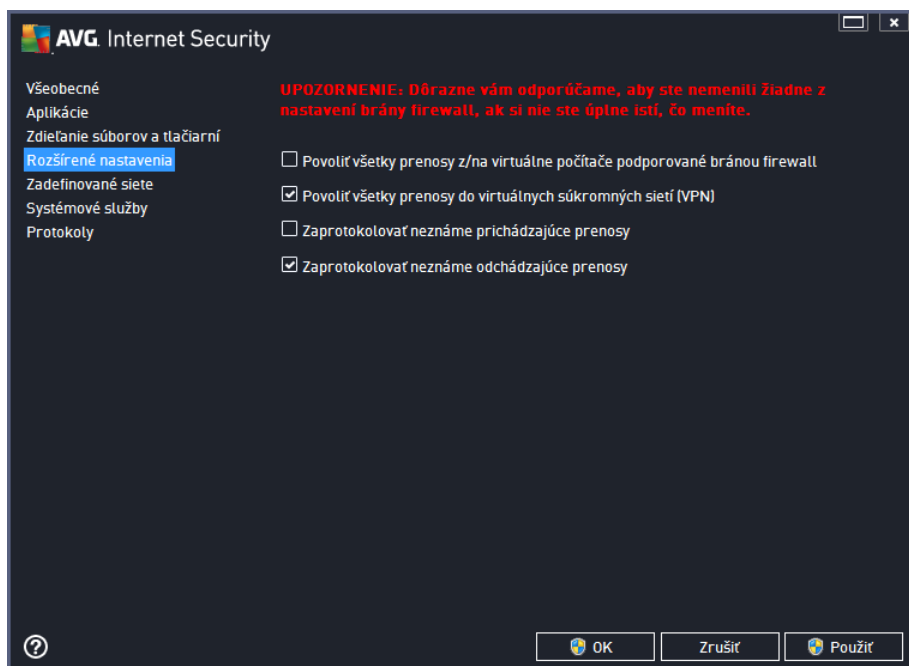 AVG. Internet Security
Všeobecné
Aplikácie
Zdieľanie súborov a tlačiarní
Rozšírené nastavenia
Zadefinované siete
Systémové služby
Protokoly
UPOZORNENIE: Dôrazne vám odporúčame, aby ste nemenili žiadne z
nastavení brány firewall, ak si nie ste úplne istí, čo meníte.
Povoliť všetky prenosy z/na virtuálne počítače podporované bránou firewall
Povoliť všetky prenosy do virtuálnych súkromných sietí (VPN)
Zaprotokolovať neznáme prichádzajúce prenosy
Zaprotokolovať neznáme odchádzajúce prenosy
?
OK
Zrušiť
Použiť